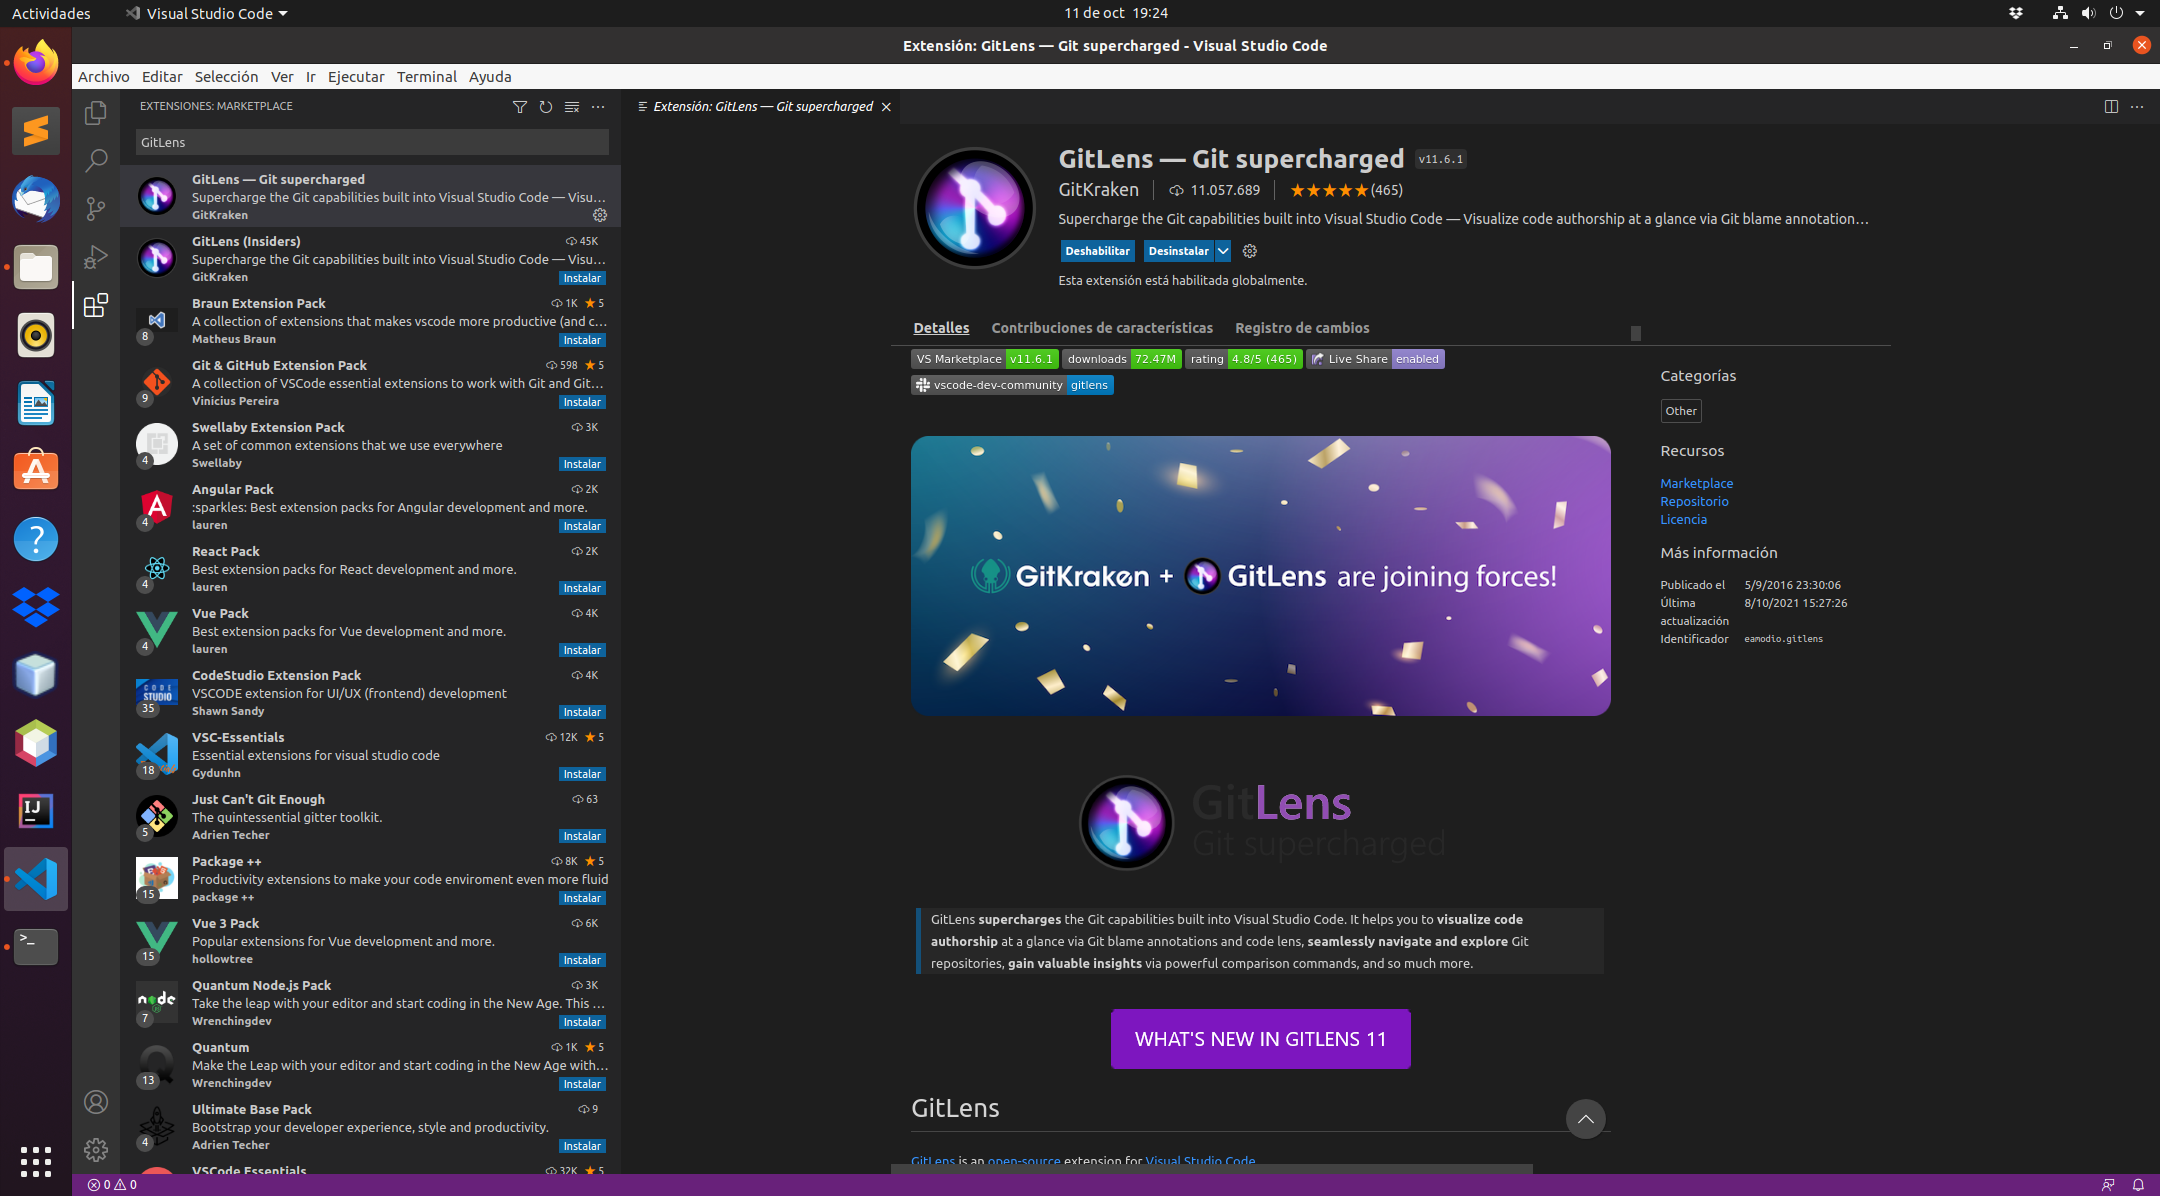 Actividades
Visual Studio Code
11 de oct 19:24
Extensión: GitLens — Git supercharged - Visual Studio Code
Archivo Editar Selección Ver Ir Ejecutar Terminal Ayuda
EXTENSIONES: MARKETPLACE
GitLens
GitLens — Git supercharged
Supercharge the Git capabilities built into Visual Studio Code — Visu...
GitKraken
GitLens (Insiders) 45K
Supercharge the Git capabilities built into Visual Studio Code — Visu...
GitKraken Instalar
Braun Extension Pack 1K ★ 5
A collection of extensions that makes vscode more productive (and c...
8 Matheus Braun Instalar
Git & GitHub Extension Pack 598 ★ 5
A collection of VSCode essential extensions to work with Git and Git...
9 Vinicius Pereira Instalar
Swellaby Extension Pack 3K
A set of common extensions that we use everywhere
4 Swellaby Instalar
Angular Pack 2K
:sparkles: Best extension packs for Angular development and more.
4 lauren Instalar
React Pack 2K
Best extension packs for React development and more.
4 lauren Instalar
Vue Pack 4K
Best extension packs for Vue development and more.
4 lauren Instalar
CodeStudio Extension Pack 4K
CODE STUDIO
VSCODE extension for UI/UX (frontend) development
35 Shawn Sandy Instalar
VSC-Essentials 12K ★ 5
Essential extensions for visual studio code
18 Gydunhn Instalar
Just Can't Git Enough 63
The quintessential gitter toolkit.
5 Adrien Techer Instalar
Package ++ 8K ★ 5
Productivity extensions to make your code enviroment even more fluid
15 package ++ Instalar
Vue 3 Pack 6K
Popular extensions for Vue development and more.
15 hollowtree Instalar
Quantum Node.js Pack 3K
node
Take the leap with your editor and start coding in the New Age. This ...
7 Wrenchingdev Instalar
Quantum 1K ★ 5
Make the Leap with your editor and start coding in the New Age with...
13 Wrenchingdev Instalar
Ultimate Base Pack 9
Bootstrap your developer experience, style and productivity.
4 Adrien Techer Instalar
VSCode Essentials 32K ★ 5
Extensión: GitLens — Git supercharged
GitLens — Git supercharged v11.6.1
GitKraken 11.057.689 ★★★★★(465)
Supercharge the Git capabilities built into Visual Studio Code — Visualize code authorship at a glance via Git blame annotation...
Deshabilitar Desinstalar
Esta extensión está habilitada globalmente.
Detalles Contribuciones de características Registro de cambios
VS Marketplace v11.6.1 downloads 72.47M rating 4.8/5 (465) Live Share enabled
vscode-dev-community gitlens
GitKraken + GitLens are joining forces!
GitLens
Git supercharged
GitLens supercharges the Git capabilities built into Visual Studio Code. It helps you to visualize code
authorship at a glance via Git blame annotations and code lens, seamlessly navigate and explore Git
repositories, gain valuable insights via powerful comparison commands, and so much more.
WHAT'S NEW IN GITLENS 11
GitLens
GitLens is an open-source extension for Visual Studio Code
Categorías
Other
Recursos
Marketplace
Repositorio
Licencia
Más información
Publicado el 5/9/2016 23:30:06
Última 8/10/2021 15:27:26
actualización
Identificador eamodio.gitlens
IJ
>_
0 0